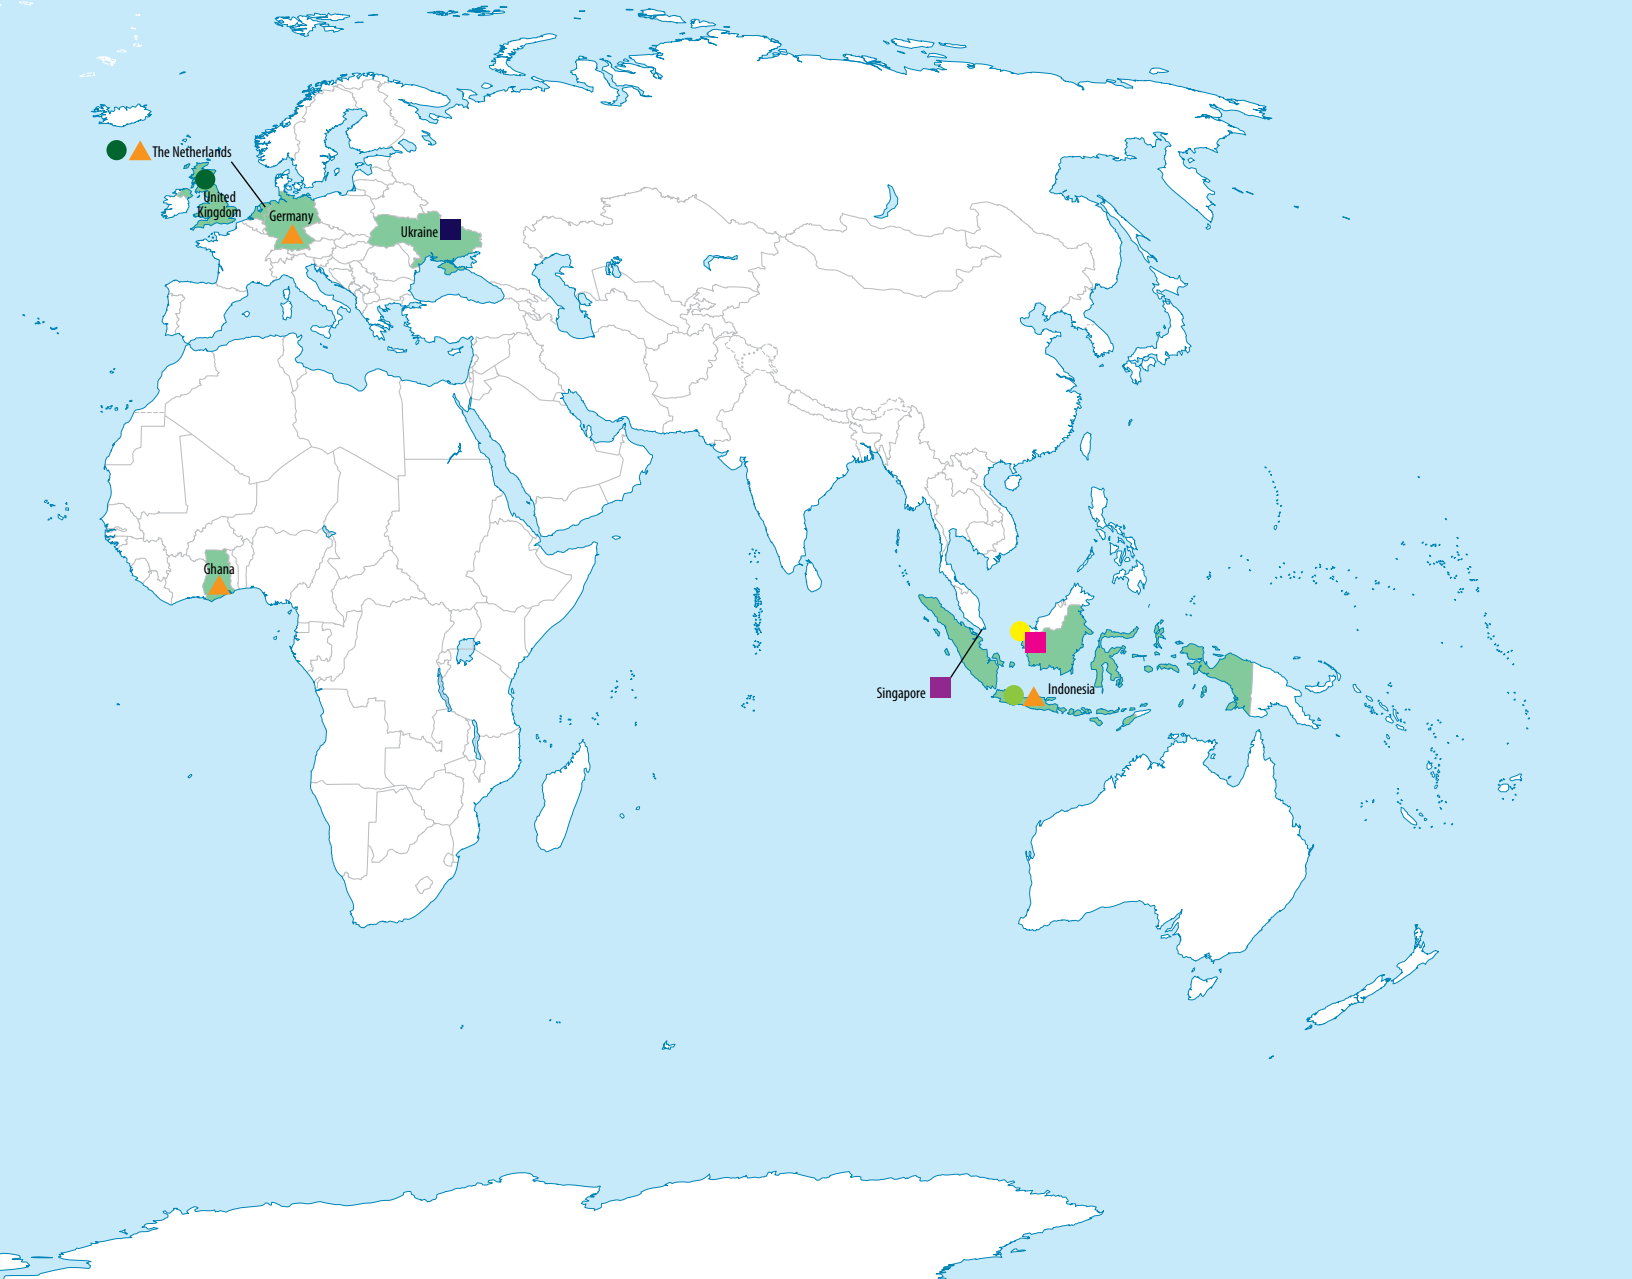 The Netherlands
United
Kingdom
Germany
Ukraine
Ghana
Singapore
Indonesia